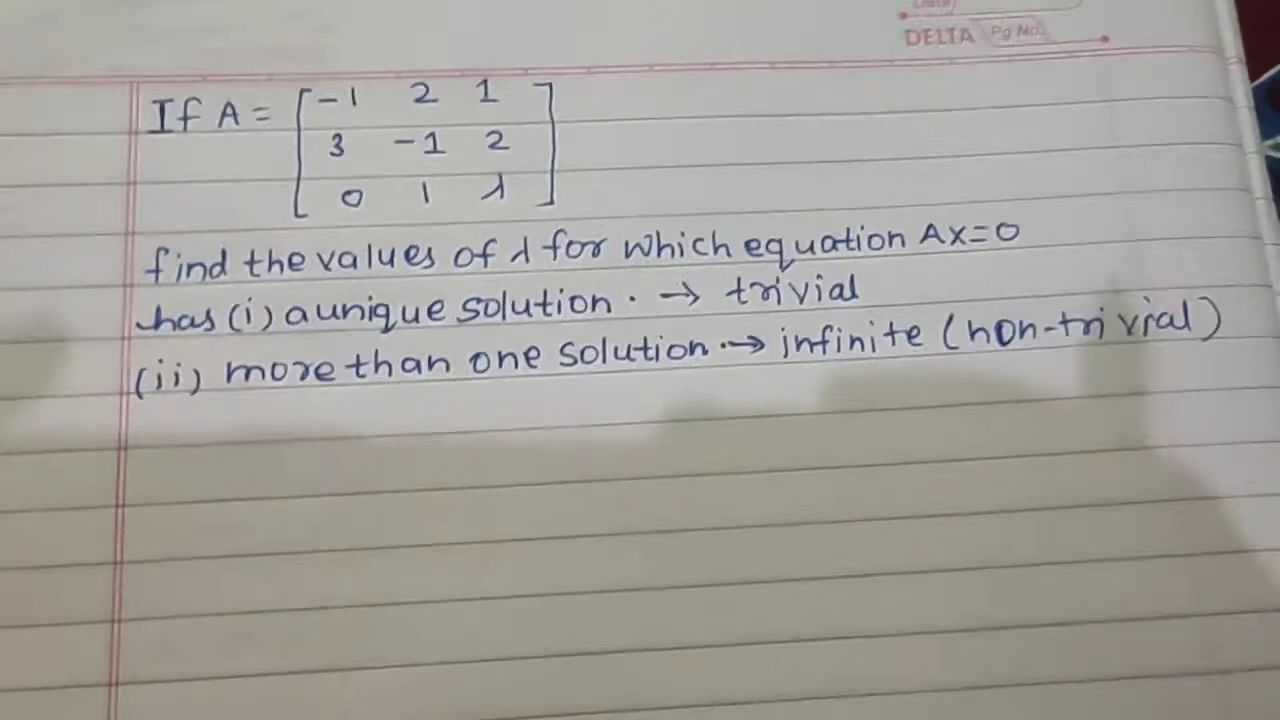 Date
DELTA Pg No.
If A = [ -1 2 1
3 -1 2
0 1 λ ]
find the values of λ for which equation AX=0
has (i) a unique solution. → trivial
(ii) more than one solution. → infinite (non-trivial)